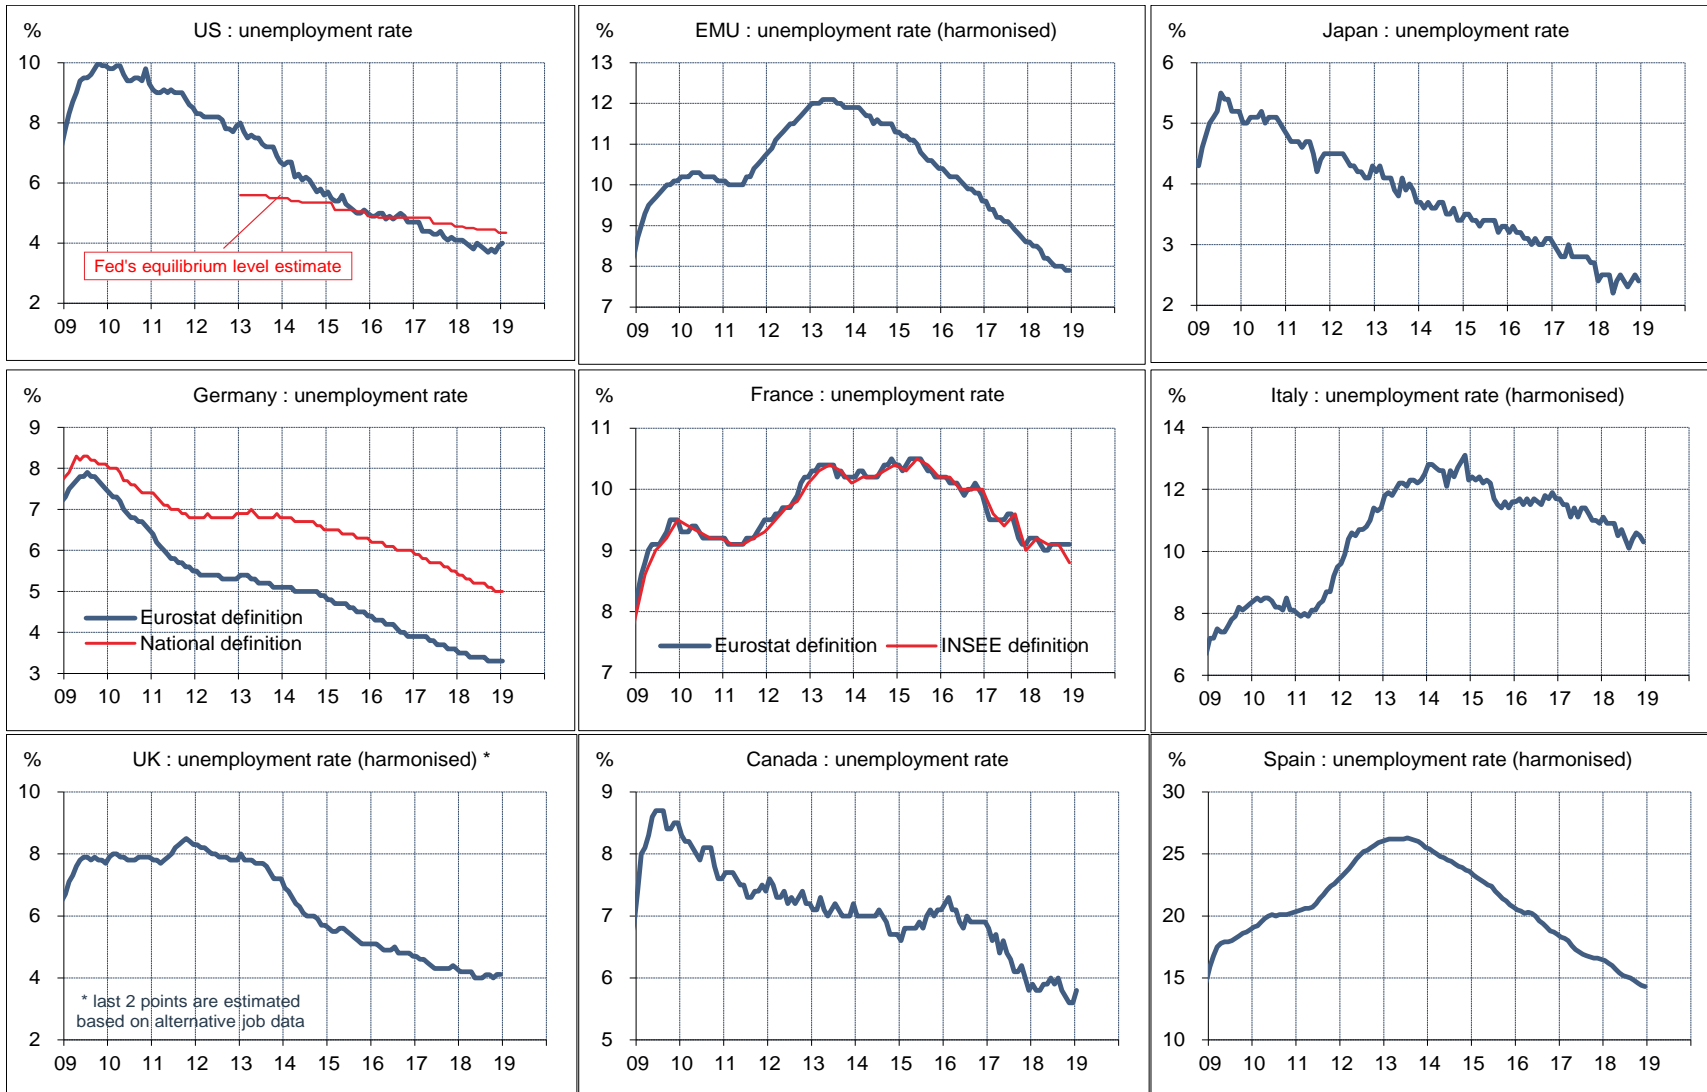 % US : unemployment rate
10
8
6
4
2
Fed's equilibrium level estimate
09 10 11 12 13 14 15 16 17 18 19
% EMU : unemployment rate (harmonised)
13
12
11
10
9
8
7
09 10 11 12 13 14 15 16 17 18 19
% Japan : unemployment rate
6
5
4
3
2
09 10 11 12 13 14 15 16 17 18 19
% Germany : unemployment rate
9
8
7
6
5
4
3
Eurostat definition
National definition
09 10 11 12 13 14 15 16 17 18 19
% France : unemployment rate
11
10
9
8
7
Eurostat definition INSEE definition
09 10 11 12 13 14 15 16 17 18 19
% Italy : unemployment rate (harmonised)
14
12
10
8
6
09 10 11 12 13 14 15 16 17 18 19
% UK : unemployment rate (harmonised) *
10
8
6
4
2
* last 2 points are estimated
based on alternative job data
09 10 11 12 13 14 15 16 17 18 19
% Canada : unemployment rate
9
8
7
6
5
09 10 11 12 13 14 15 16 17 18 19
% Spain : unemployment rate (harmonised)
30
25
20
15
10
09 10 11 12 13 14 15 16 17 18 19